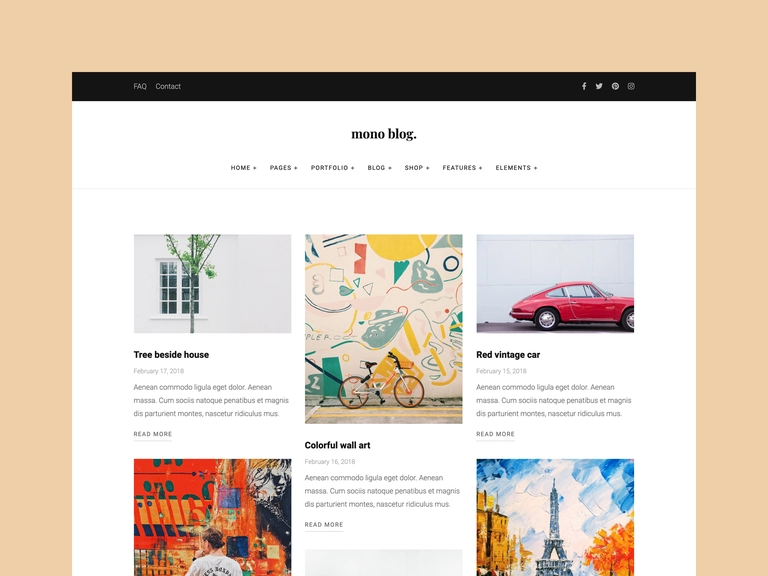 FAQ Contact
mono blog.
HOME + PAGES + PORTFOLIO + BLOG + SHOP + FEATURES + ELEMENTS +
Tree beside house
February 17, 2018
Aenean commodo ligula eget dolor. Aenean
massa. Cum sociis natoque penatibus et magnis
dis parturient montes, nascetur ridiculus mus.
READ MORE
Colorful wall art
February 16, 2018
Aenean commodo ligula eget dolor. Aenean
massa. Cum sociis natoque penatibus et magnis
dis parturient montes, nascetur ridiculus mus.
READ MORE
Red vintage car
February 15, 2018
Aenean commodo ligula eget dolor. Aenean
massa. Cum sociis natoque penatibus et magnis
dis parturient montes, nascetur ridiculus mus.
READ MORE